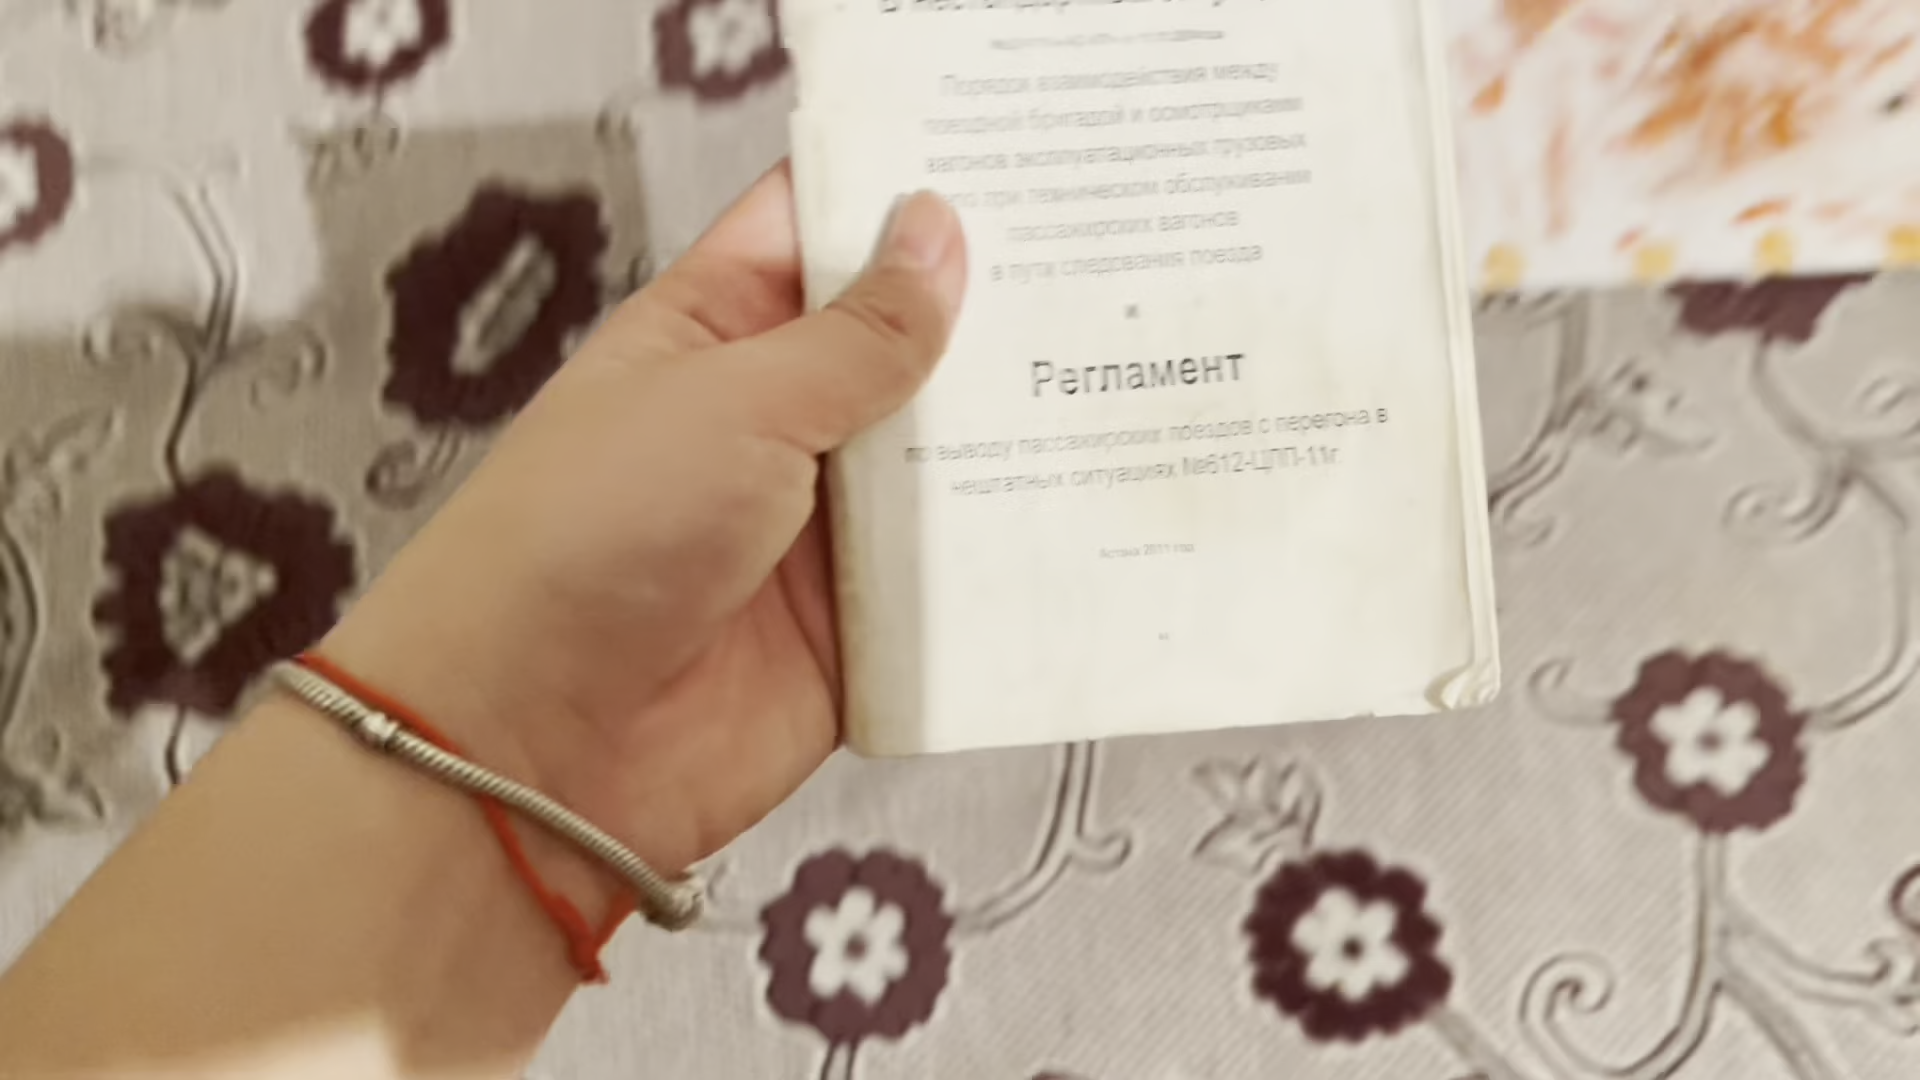 в нестандартных
Порядок взаимодействия между
поездной бригадой и осмотрщиками
вагонов эксплуатационных грузовых
при техническом обслуживании
пассажирских вагонов
в пути следования поезда
и
Регламент
по выводу пассажирских поездов с перегона в
нештатных ситуациях №612-ЦПП-11г.
Астана 2011 год